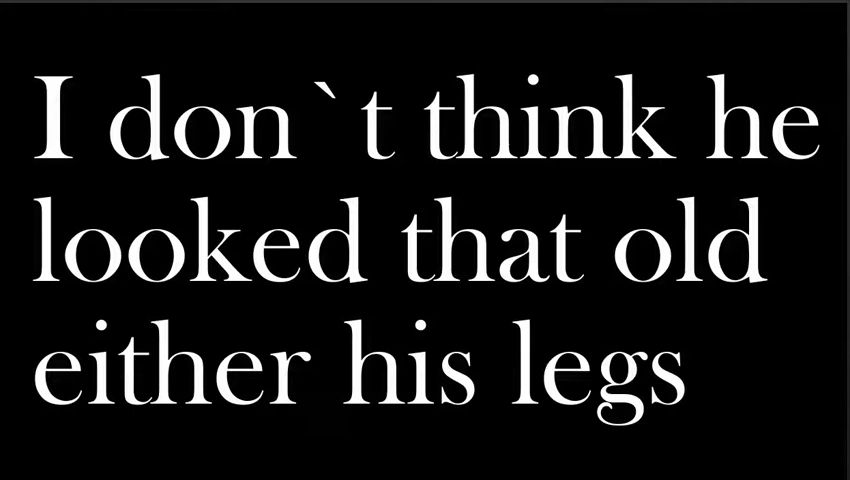 I don`t think he
looked that old
either his legs